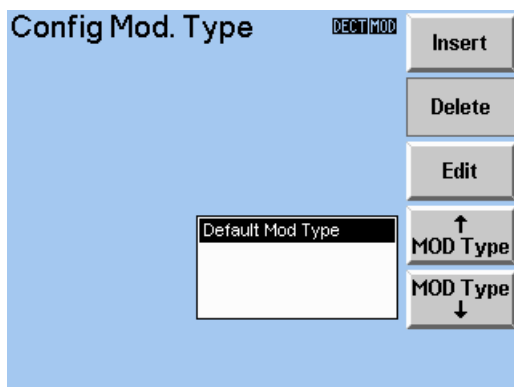 Config Mod. Type
DECT MOD
Insert
Delete
Edit
Default Mod Type
↑
MOD Type
MOD Type
↓